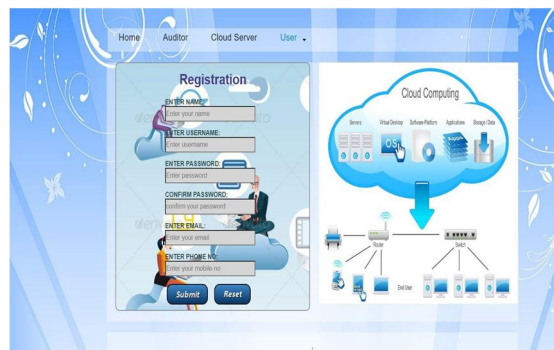 Home Auditor Cloud Server User
Registration
ENTER NAME:
Enter your name
ENTER USERNAME:
Enter username
ENTER PASSWORD:
Enter password
CONFIRM PASSWORD:
confirm your password
ENTER EMAIL:
Enter your email
ENTER PHONE NO:
Enter your mobile no
Submit Reset
Cloud Computing
Servers Virtual Desktop Software Platform Applications Storage / Data
OS
Router Switch
End User